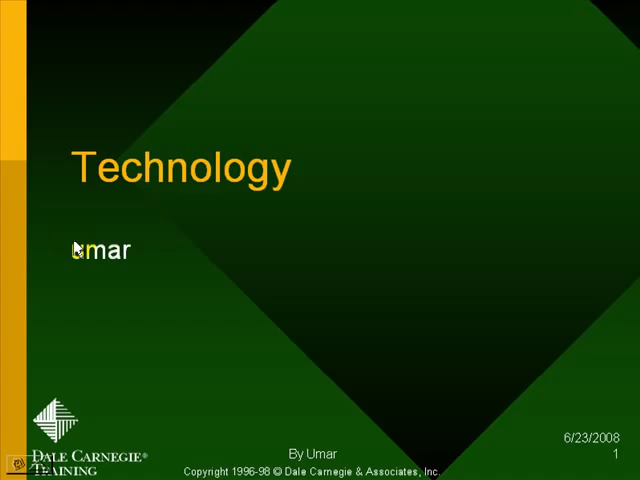 Technology
umar
6/23/2008
By Umar
1
DALE CARNEGIE®
TRAINING
Copyright 1996-98 © Dale Carnegie & Associates, Inc.